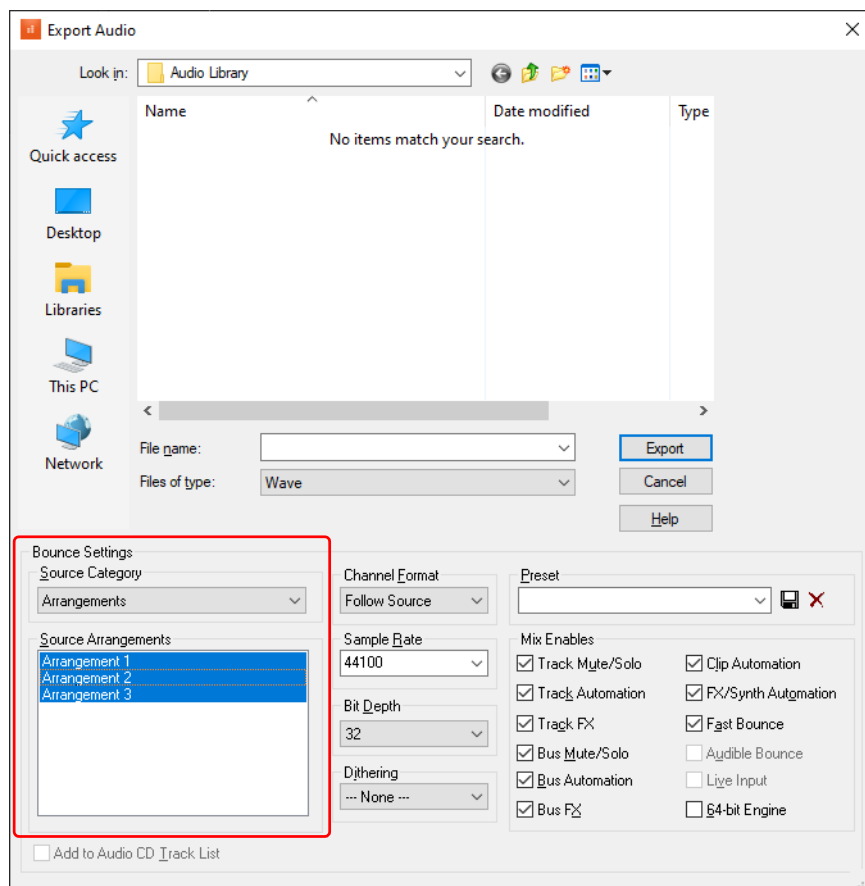 Export Audio
Look in:
Audio Library
Name
Date modified
Type
No items match your search.
Quick access
Desktop
Libraries
This PC
Network
File name:
Export
Files of type:
Wave
Cancel
Help
Bounce Settings
Source Category
Arrangements
Source Arrangements
Arrangement 1
Arrangement 2
Arrangement 3
Channel Format
Follow Source
Sample Rate
44100
Bit Depth
32
Dithering
--- None ---
Preset
Mix Enables
Track Mute/Solo
Clip Automation
Track Automation
FX/Synth Automation
Track FX
Fast Bounce
Bus Mute/Solo
Audible Bounce
Bus Automation
Live Input
Bus FX
64-bit Engine
Add to Audio CD Track List